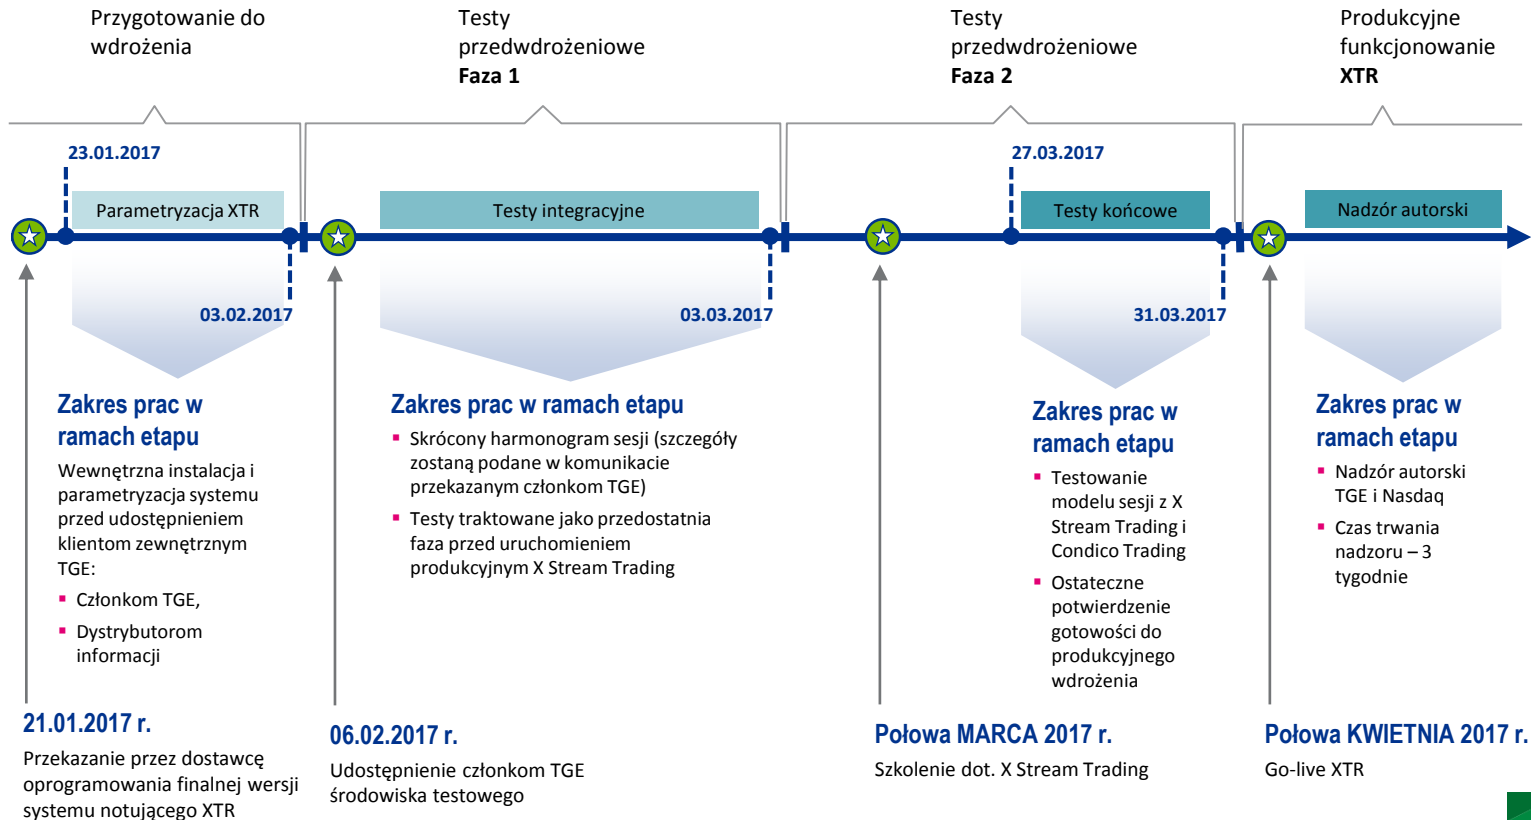 Przygotowanie do
wdrożenia
Testy
przedwdrożeniowe
Faza 1
Testy
przedwdrożeniowe
Faza 2
Produkcyjne
funkcjonowanie
XTR
23.01.2017
27.03.2017
Parametryzacja XTR
Testy integracyjne
Testy końcowe
Nadzór autorski
03.02.2017
03.03.2017
31.03.2017
Zakres prac w
ramach etapu
Wewnętrzna instalacja i
parametryzacja systemu
przed udostępnieniem
klientom zewnętrznym
TGE:
▪ Członkom TGE,
▪ Dystrybutorom
informacji
Zakres prac w ramach etapu
▪ Skrócony harmonogram sesji (szczegóły
zostaną podane w komunikacie
przekazanym członkom TGE)
▪ Testy traktowane jako przedostatnia
faza przed uruchomieniem
produkcyjnym X Stream Trading
Zakres prac w
ramach etapu
▪ Testowanie
modelu sesji z X
Stream Trading i
Condico Trading
▪ Ostateczne
potwierdzenie
gotowości do
produkcyjnego
wdrożenia
Zakres prac w
ramach etapu
▪ Nadzór autorski
TGE i Nasdaq
▪ Czas trwania
nadzoru – 3
tygodnie
21.01.2017 r.
Przekazanie przez dostawcę
oprogramowania finalnej wersji
systemu notującego XTR
06.02.2017 r.
Udostępnienie członkom TGE
środowiska testowego
Połowa MARCA 2017 r.
Szkolenie dot. X Stream Trading
Połowa KWIETNIA 2017 r.
Go-live XTR